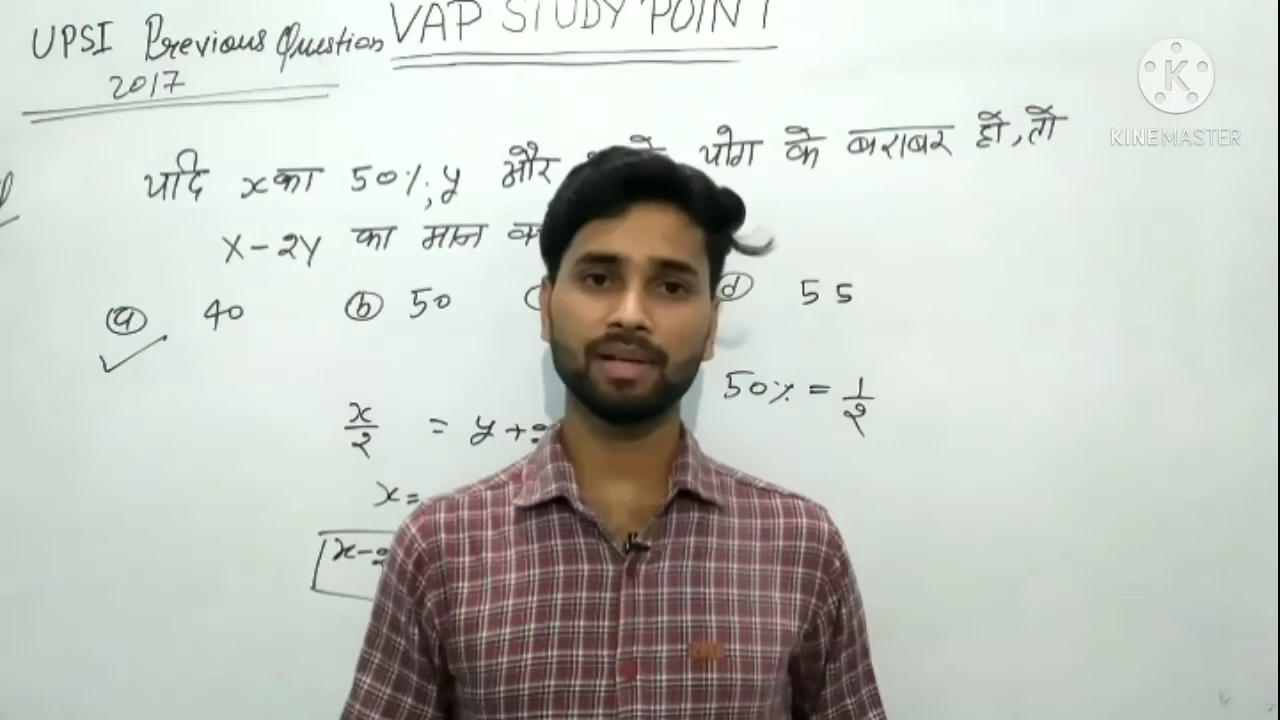 UPSI Previous Question
2017
VAP STUDY POINT
KINEMASTER
यदि x का 50%, y और योग के बराबर हो, तो
x-2y का मान
(a) 40 (b) 50 (d) 55
50% = 1/2
x/2 = y +
x =
x-